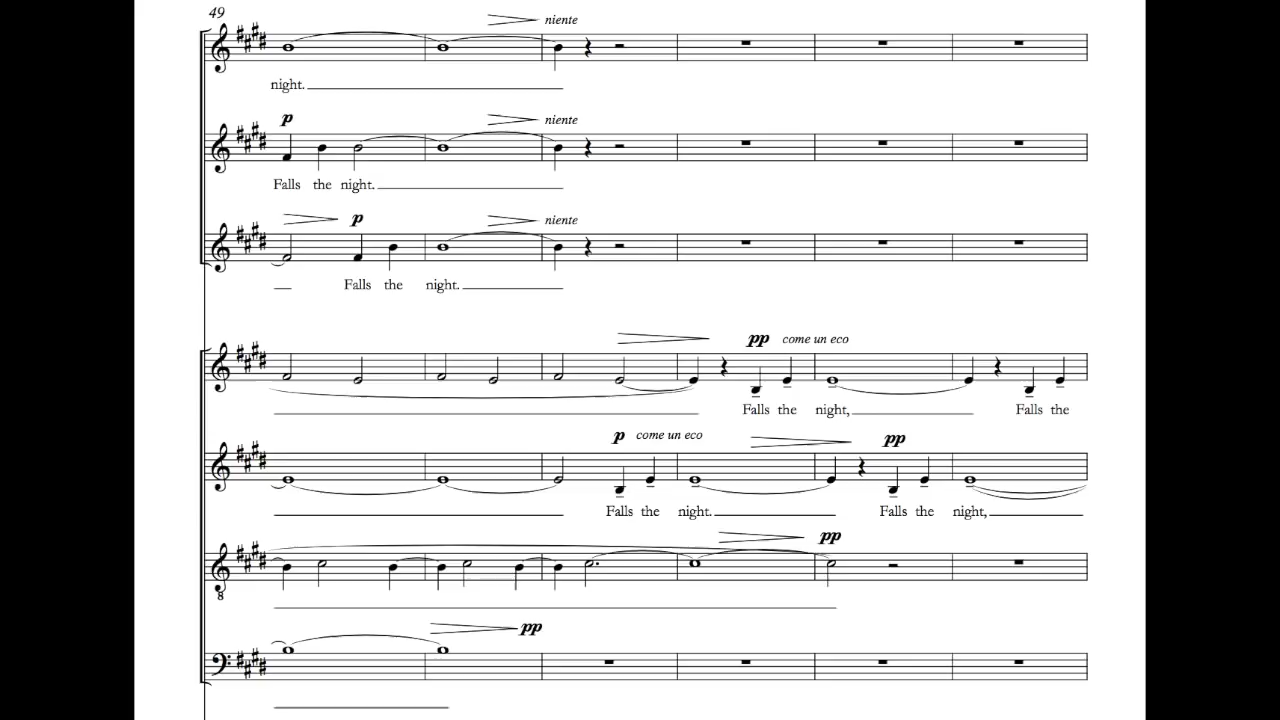 49
niente
night.
p
niente
Falls the night.
p
niente
Falls the night.
pp come un eco
Falls the night, Falls the
p come un eco pp
Falls the night. Falls the night,
pp
8
pp